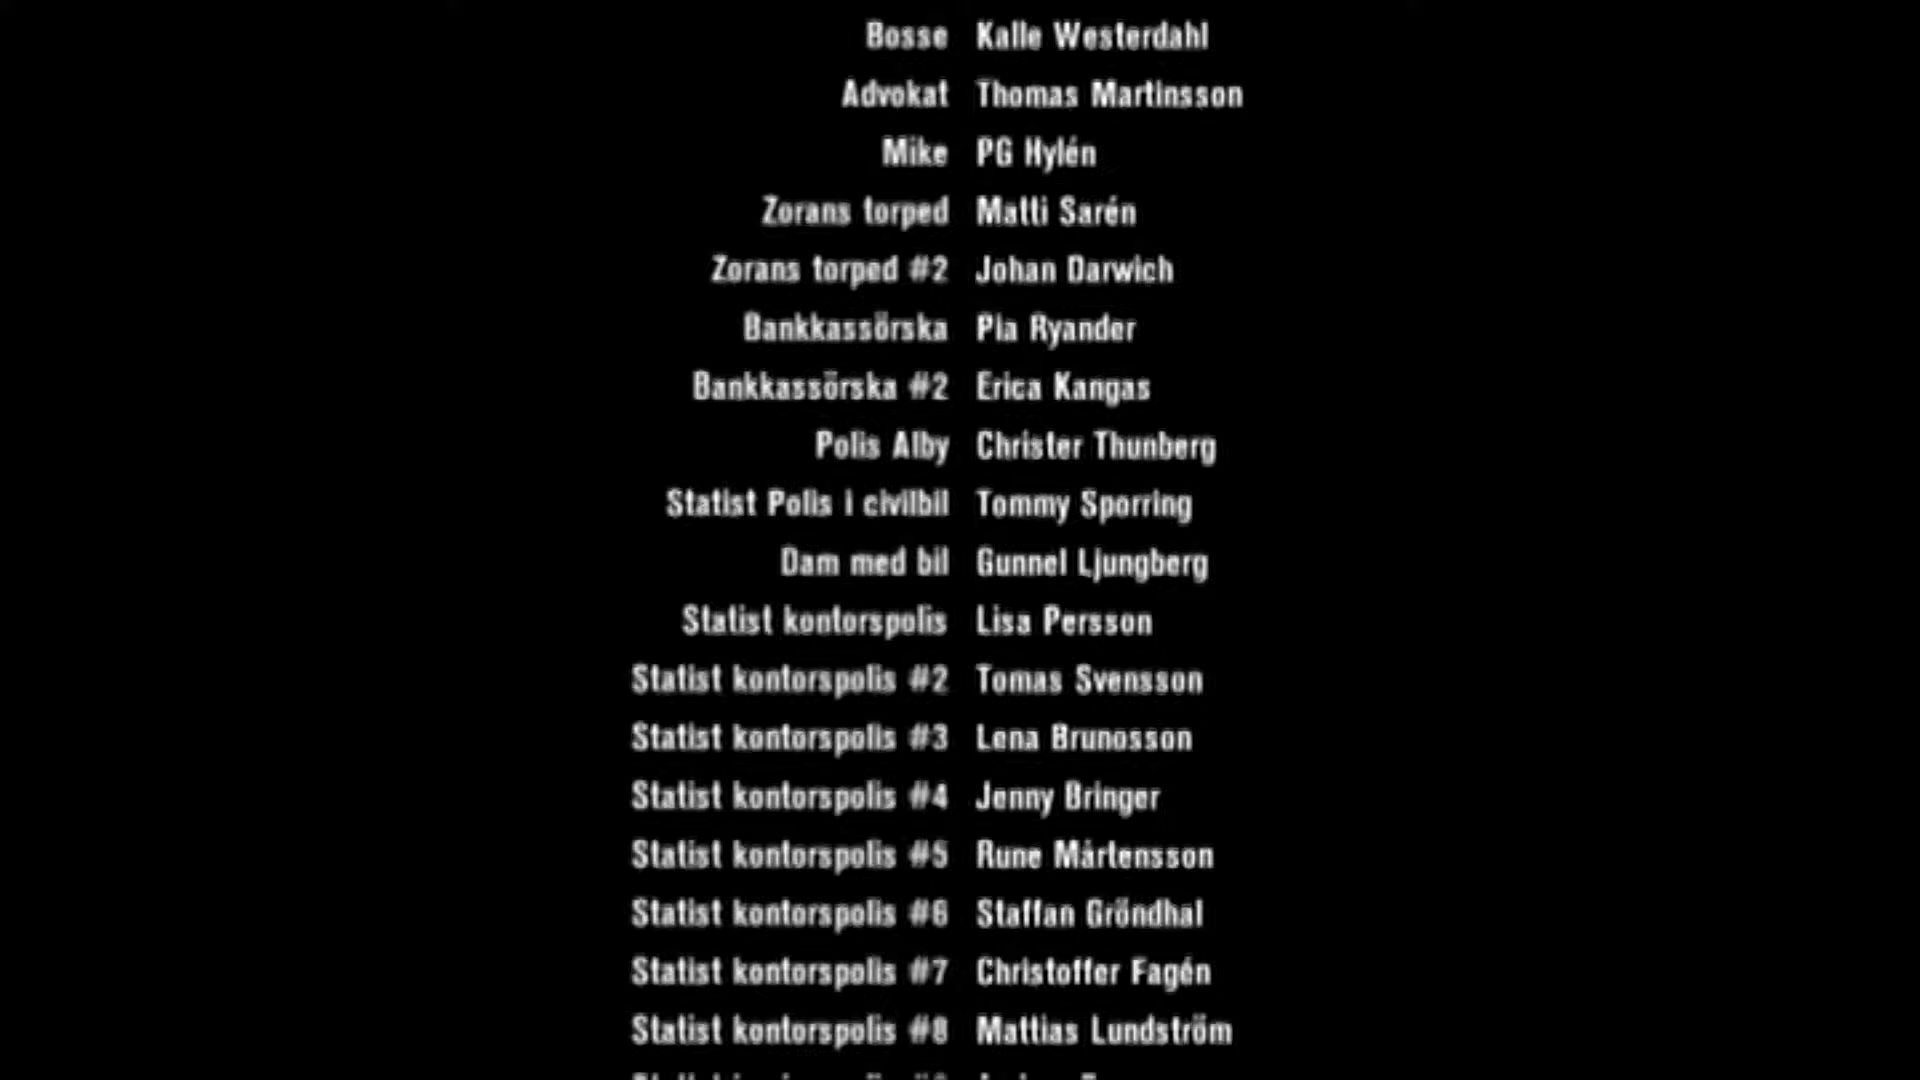 Bosse Kalle Westerdahl
Advokat Thomas Martinsson
Mike PG Hylén
Zorans torped Matti Sarén
Zorans torped #2 Johan Darwich
Bankkassörska Pia Ryander
Bankkassörska #2 Erica Kangas
Polis Alby Christer Thunberg
Statist Polis i civilbil Tommy Sporring
Dam med bil Gunnel Ljungberg
Statist kontorspolis Lisa Persson
Statist kontorspolis #2 Tomas Svensson
Statist kontorspolis #3 Lena Brunosson
Statist kontorspolis #4 Jenny Bringer
Statist kontorspolis #5 Rune Mårtensson
Statist kontorspolis #6 Staffan Gröndhal
Statist kontorspolis #7 Christoffer Fagén
Statist kontorspolis #8 Mattias Lundström